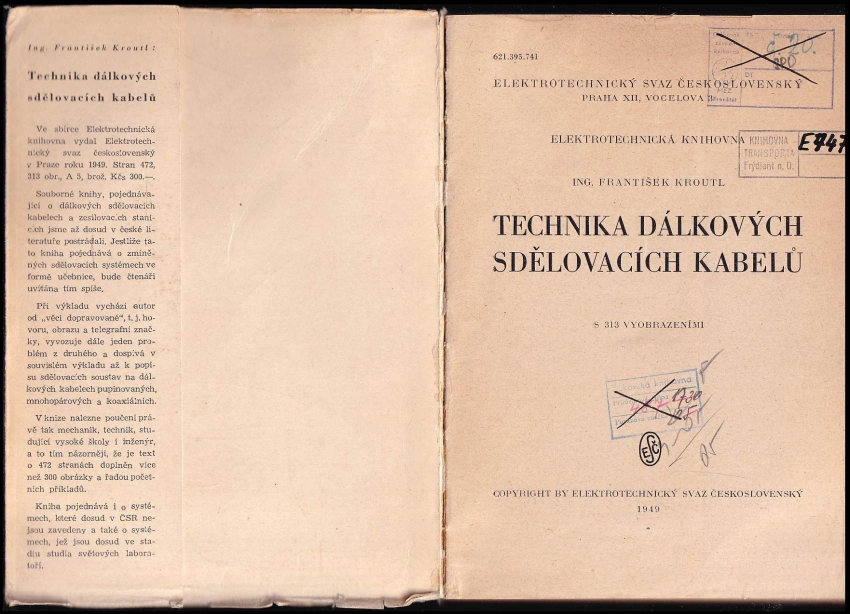 Ing. František Kroutl:
Technika dálkových
sdělovacích kabelů
Ve sbírce Elektrotechnická
knihovna vydal Elektrotech-
nický svaz československý
v Praze roku 1949. Stran 472,
313 obr., A 5, brož. Kčs 300.—.
Souborné knihy, pojednáva-
jící o dálkových sdělovacích
kabelech a zesilovacích stani-
cích jsme až dosud v české li-
teratuře postrádali. Jestliže ta-
to kniha pojednává o zmíně-
ných sdělovacích systémech ve
formě učebnice, bude čtenáři
uvítána tím spíše.
Při výkladu vychází autor
od „věci dopravované", t. j. ho-
voru, obrazu a telegrafní znač-
ky, vyvozuje dále jeden pro-
blém z druhého a dospívá v
souvislém výkladu až k popi-
su sdělovacích soustav na dál-
kových kabelech pupinovaných,
mnohopárových a koaxiálních.
V knize nalezne poučení prá-
vě tak mechanik, technik, stu-
dující vysoké školy i inženýr,
a to tím názorněji, že je text
o 472 stranách doplněn více
než 300 obrázky a řadou početních
ních příkladů.
Kniha pojednává i o systé-
mech, které dosud v ČSR ne-
jsou zavedeny a také o systé-
mech, jež jsou dosud ve sta-
diu studia světových labora-
toří.
621.395.741
ELEKTROTECHNICKÝ SVAZ ČESKOSLOVENSKÝ
PRAHA XII, VOCELOVA 3
ELEKTROTECHNICKÁ KNIHOVNA
KNIHOVNA
TRANSPORTA
Frýdlant n. O.
E447
ING. FRANTIŠEK KROUTL
TECHNIKA DÁLKOVÝCH
SDĚLOVACÍCH KABELŮ
S 313 VYOBRAZENÍMI
ESČ
COPYRIGHT BY ELEKTROTECHNICKÝ SVAZ ČESKOSLOVENSKÝ
1949